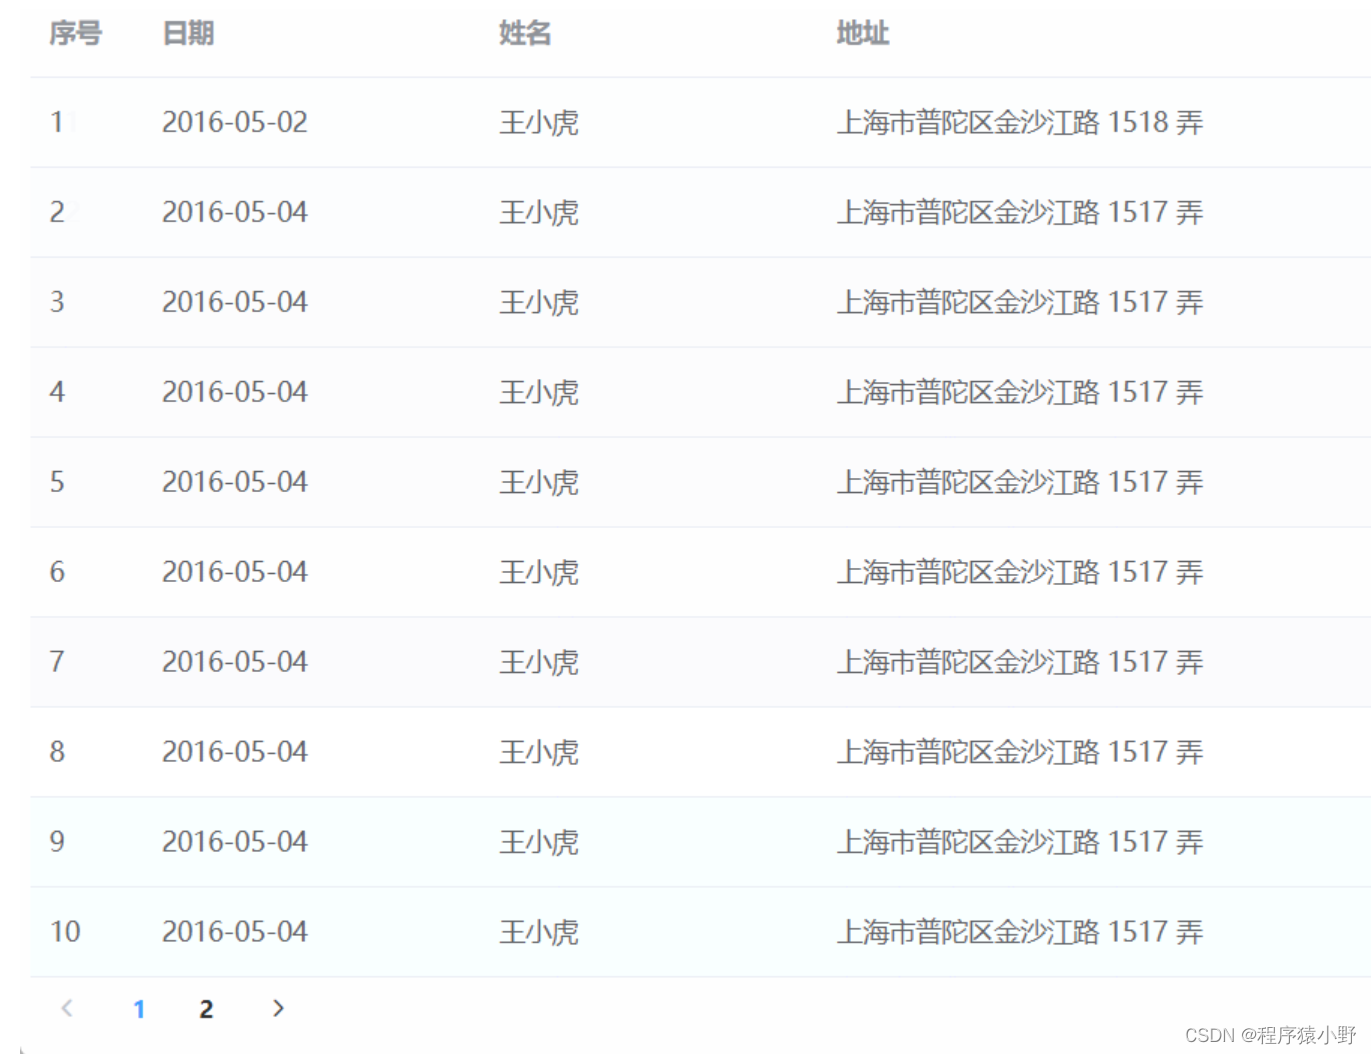 序号 日期 姓名 地址
1 2016-05-02 王小虎 上海市普陀区金沙江路 1518 弄
2 2016-05-04 王小虎 上海市普陀区金沙江路 1517 弄
3 2016-05-04 王小虎 上海市普陀区金沙江路 1517 弄
4 2016-05-04 王小虎 上海市普陀区金沙江路 1517 弄
5 2016-05-04 王小虎 上海市普陀区金沙江路 1517 弄
6 2016-05-04 王小虎 上海市普陀区金沙江路 1517 弄
7 2016-05-04 王小虎 上海市普陀区金沙江路 1517 弄
8 2016-05-04 王小虎 上海市普陀区金沙江路 1517 弄
9 2016-05-04 王小虎 上海市普陀区金沙江路 1517 弄
10 2016-05-04 王小虎 上海市普陀区金沙江路 1517 弄
1 2
CSDN @程序猿小野